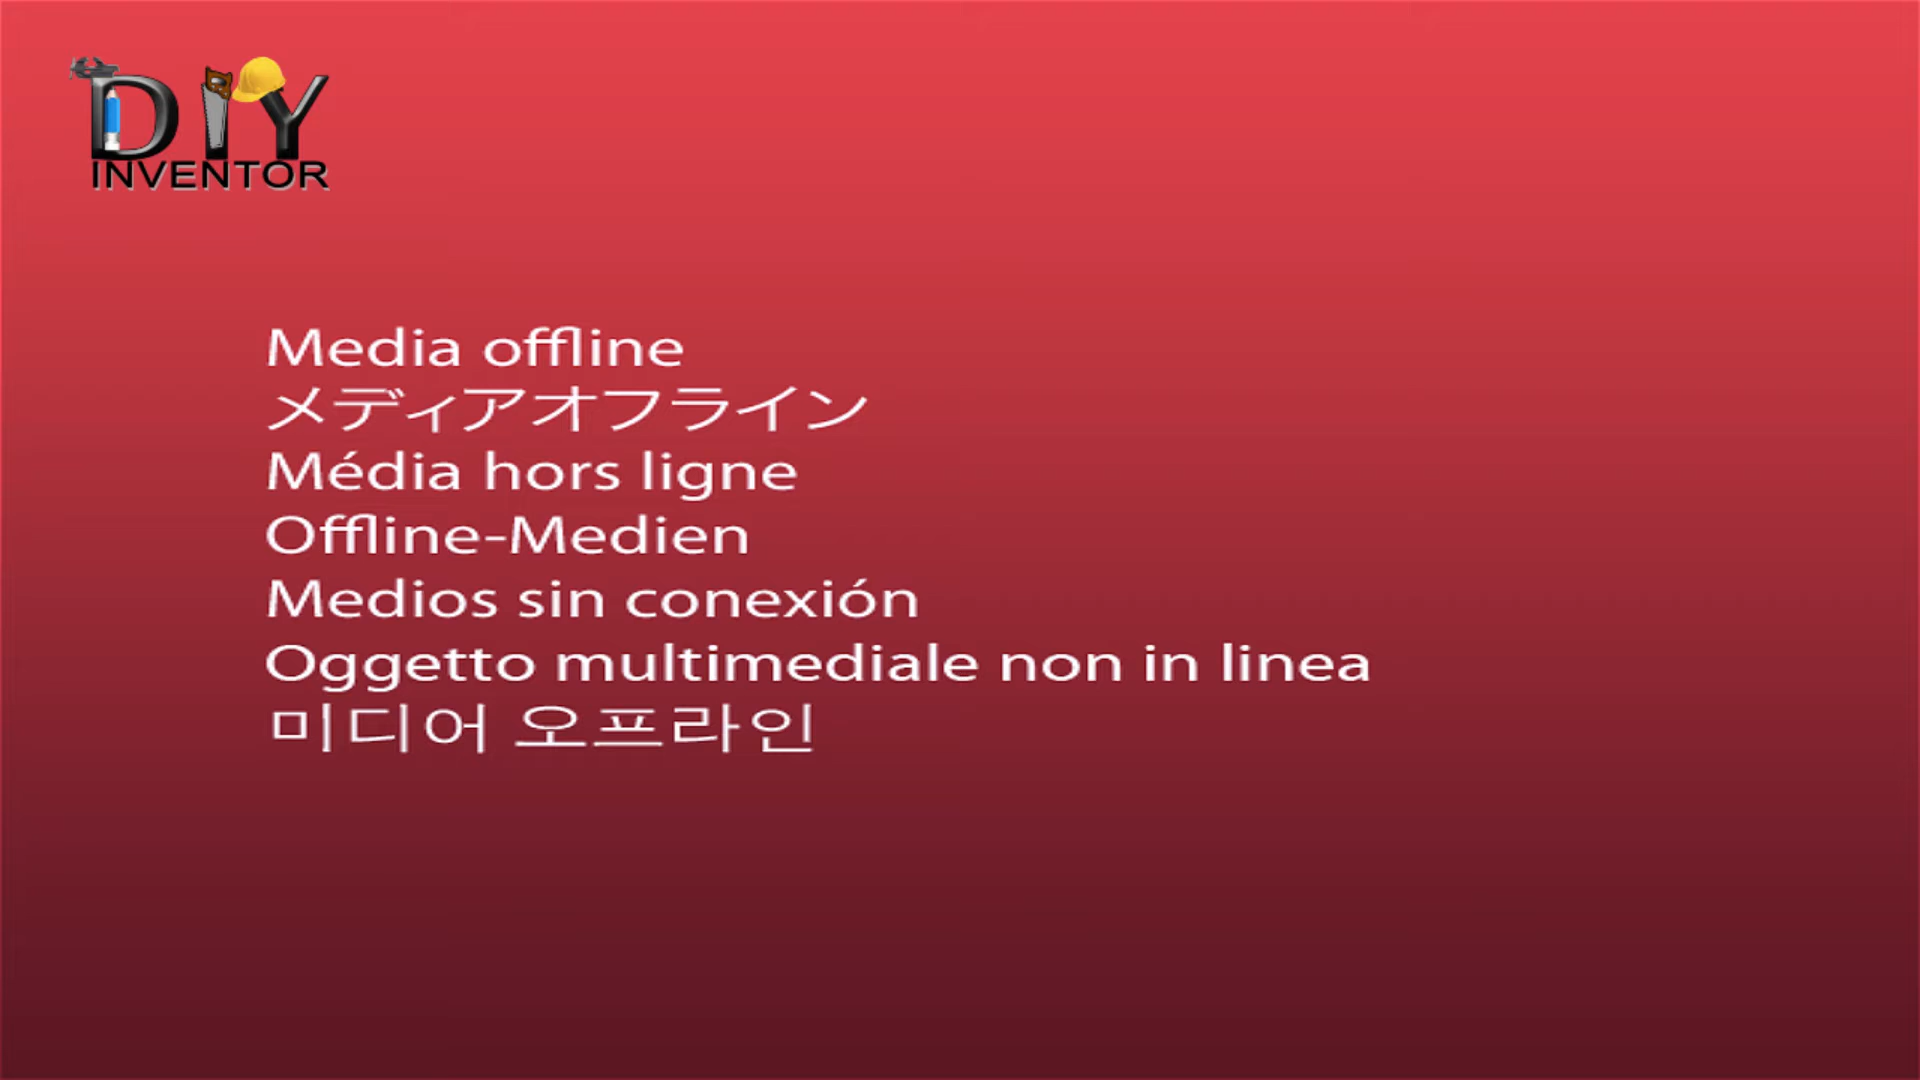 DIY
INVENTOR
Media offline
メディアオフライン
Média hors ligne
Offline-Medien
Medios sin conexión
Oggetto multimediale non in linea
미디어 오프라인